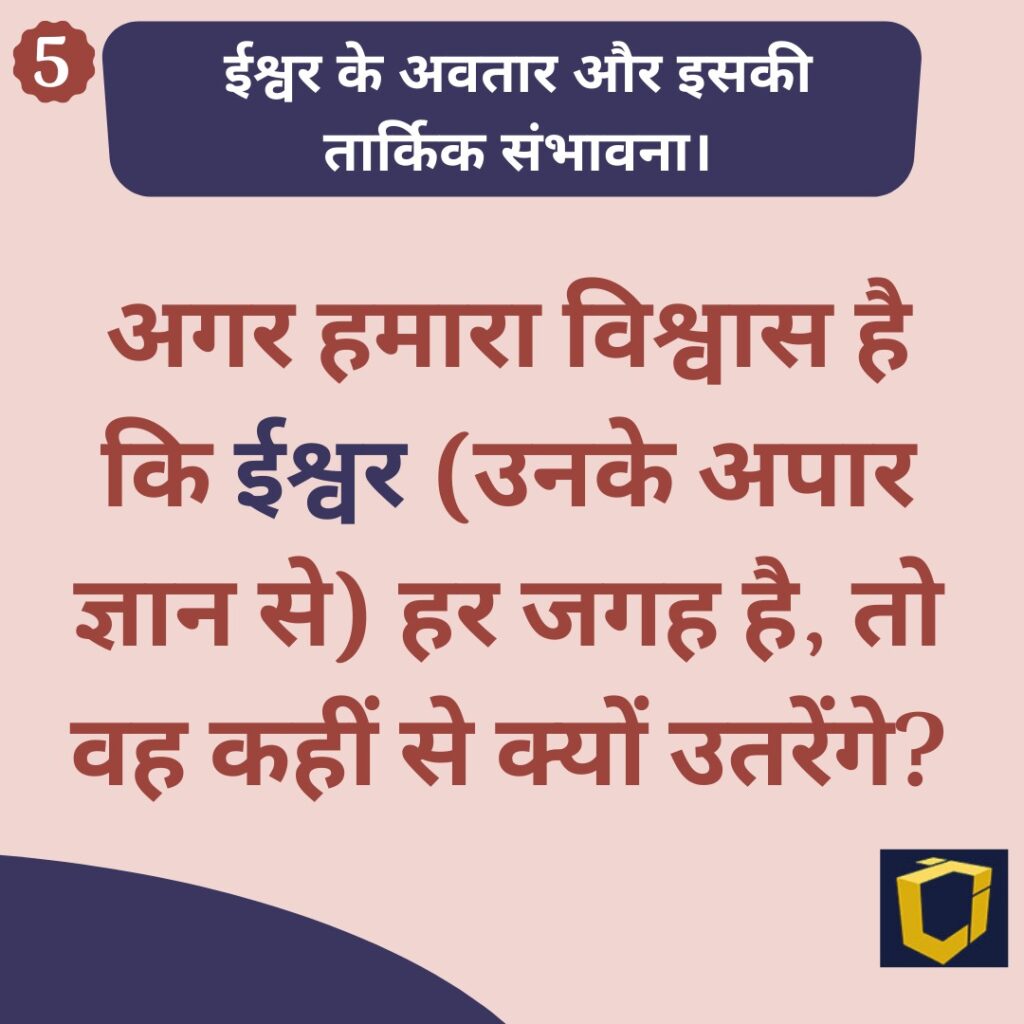 5
ईश्वर के अवतार और इसकी
तार्किक संभावना।
अगर हमारा विश्वास है
कि ईश्वर (उनके अपार
ज्ञान से) हर जगह है, तो
वह कहीं से क्यों उतरेंगे?